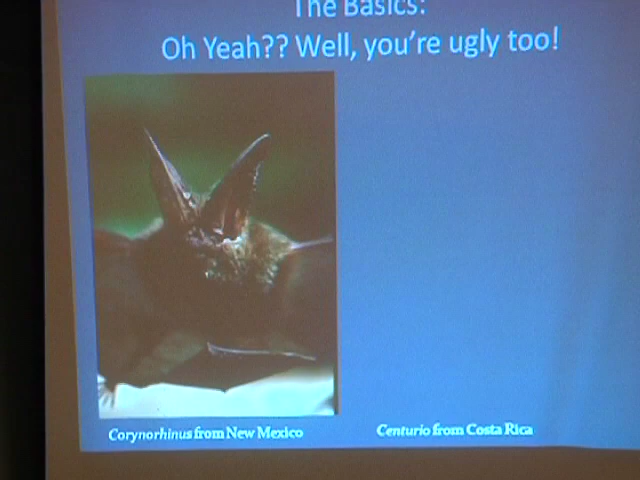 The Basics:
Oh Yeah?? Well, you're ugly too!
Corynorhinus from New Mexico
Centurio from Costa Rica